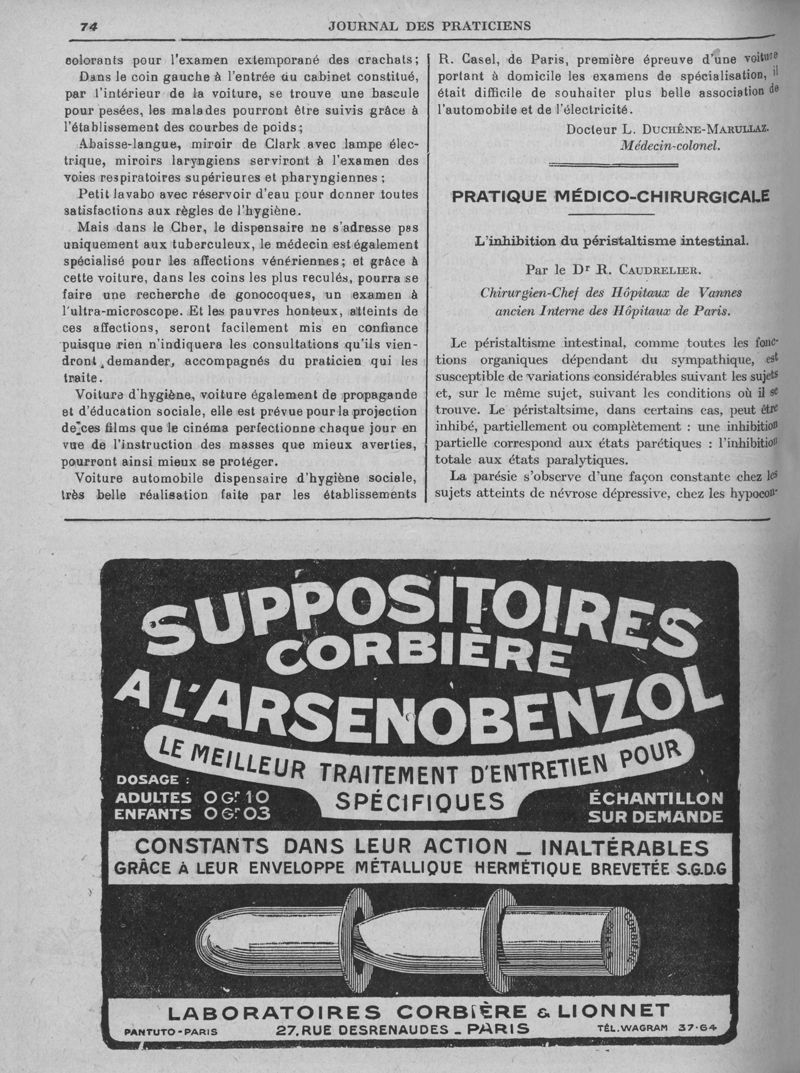 74
JOURNAL DES PRATICIENS
colorants pour l'examen extemporané des crachats;
Dans le coin gauche à l'entrée du cabinet constitué,
par l'intérieur de la voiture, se trouve une bascule
pour pesées, les malades pourront être suivis grâce à
l'établissement des courbes de poids;
Abaisse-langue, miroir de Clark avec lampe élec-
trique, miroirs laryngiens serviront à l'examen des
voies respiratoires supérieures et pharyngiennes;
Petit lavabo avec réservoir d'eau pour donner toutes
satisfactions aux règles de l'hygiène.
Mais dans le Cher, le dispensaire ne s'adresse pas
uniquement aux tuberculeux, le médecin est également
spécialisé pour les affections vénériennes; et grâce à
cette voiture, dans les coins les plus reculés, pourra se
faire une recherche de gonocoques, un examen à
l'ultra-microscope. Et les pauvres honteux, atteints de
ces affections, seront facilement mis en confiance
puisque rien n'indiquera les consultations qu'ils vien-
dront demander, accompagnés du praticien qui les
traite.
Voiture d'hygiène, voiture également de propagande
et d'éducation sociale, elle est prévue pour la projection
de ces films que le cinéma perfectionne chaque jour en
vue de l'instruction des masses que mieux averties,
pourront ainsi mieux se protéger.
Voiture automobile dispensaire d'hygiène sociale,
très belle réalisation faite par les établissements
R. Casel, de Paris, première épreuve d'une voiture
portant à domicile les examens de spécialisation, il
était difficile de souhaiter plus belle association de
l'automobile et de l'électricité.
Docteur L. DUCHÊNE-MARULLAZ.
Médecin-colonel.
PRATIQUE MÉDICO-CHIRURGICALE
L'inhibition du péristaltisme intestinal.
Par le Dr R. CAUDRELIER.
Chirurgien-Chef des Hôpitaux de Vannes
ancien Interne des Hôpitaux de Paris.
Le péristaltisme intestinal, comme toutes les fonc-
tions organiques dépendant du sympathique, est
susceptible de variations considérables suivant les sujets
et, sur le même sujet, suivant les conditions où il se
trouve. Le péristaltsime, dans certains cas, peut être
inhibé, partiellement ou complètement : une inhibition
partielle correspond aux états parétiques : l'inhibition
totale aux états paralytiques.
La parésie s'observe d'une façon constante chez les
sujets atteints de névrose dépressive, chez les hypocon-
SUPPOSITOIRES
CORBIÈRE
A L'ARSENOBENZOL
LE MEILLEUR TRAITEMENT D'ENTRETIEN POUR
SPÉCIFIQUES
DOSAGE :
ADULTES 0 Gr 10
ENFANTS 0 Gr 03
ÉCHANTILLON
SUR DEMANDE
CONSTANTS DANS LEUR ACTION _ INALTÉRABLES
GRÂCE À LEUR ENVELOPPE MÉTALLIQUE HERMÉTIQUE BREVETÉE S.G.D.G
CORBIÈRE
PARIS
LABORATOIRES CORBIÈRE & LIONNET
PANTUTO-PARIS
27, RUE DESRENAUDES _ PARIS
TÉL. WAGRAM 37-64